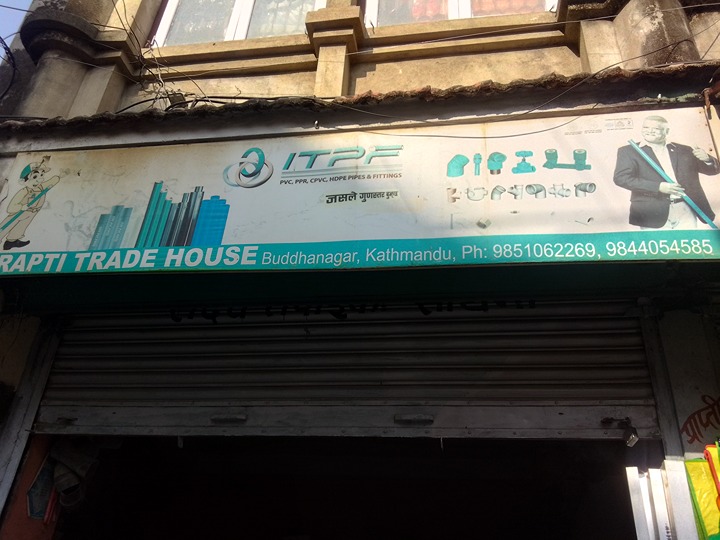 ITPF
PVC, PPR, CPVC, HDPE PIPES & FITTINGS
जसले गुणस्तर बुझ्छ
RAPTI TRADE HOUSE Buddhanagar, Kathmandu, Ph: 9851062269, 9844054585